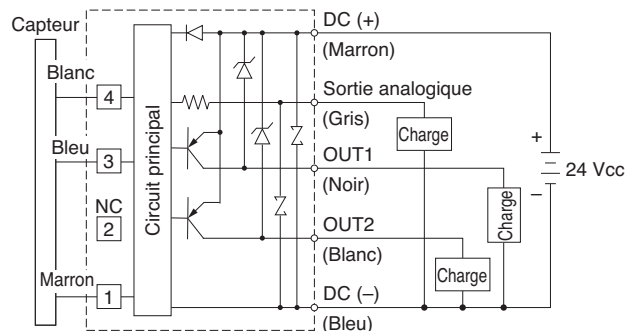 Capteur
DC (+)
(Marron)
Blanc
4
Sortie analogique
(Gris)
Charge
Circuit principal
Bleu
3
OUT1
(Noir)
+
24 Vcc
–
Charge
NC
2
OUT2
(Blanc)
Charge
Marron
1
DC (–)
(Bleu)